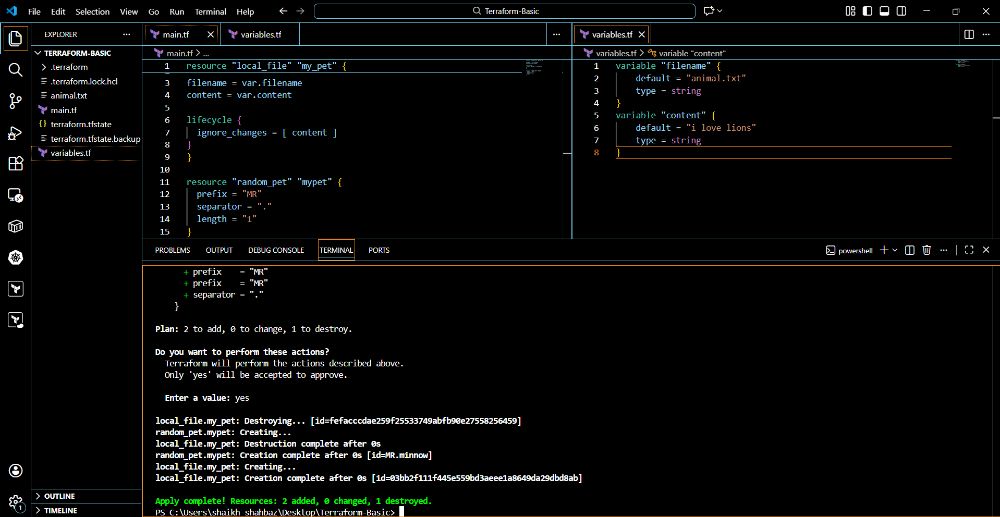 File Edit Selection View Go Run Terminal Help
Terraform-Basic
EXPLORER
TERRAFORM-BASIC
.terraform
.terraform.lock.hcl
animal.txt
main.tf
terraform.tfstate
terraform.tfstate.backup
variables.tf
OUTLINE
TIMELINE
1
main.tf
variables.tf
main.tf > ...
1 resource "local_file" "my_pet" {
3 filename = var.filename
4 content = var.content
5
6 lifecycle {
7 ignore_changes = [ content ]
8 }
9 }
10
11 resource "random_pet" "mypet" {
12 prefix = "MR"
13 separator = "."
14 length = "1"
15 }
variables.tf
variables.tf > variable "content"
1 variable "filename" {
2 default = "animal.txt"
3 type = string
4 }
5 variable "content" {
6 default = "i love lions"
7 type = string
8 }
PROBLEMS OUTPUT DEBUG CONSOLE TERMINAL PORTS
powershell
+ prefix = "MR"
+ prefix = "MR"
+ separator = "."
}
Plan: 2 to add, 0 to change, 1 to destroy.
Do you want to perform these actions?
Terraform will perform the actions described above.
Only 'yes' will be accepted to approve.
Enter a value: yes
local_file.my_pet: Destroying... [id=fefacccdae259f25533749abfb90e27558256459]
random_pet.mypet: Creating...
local_file.my_pet: Destruction complete after 0s
random_pet.mypet: Creation complete after 0s [id=MR.minnow]
local_file.my_pet: Creating...
local_file.my_pet: Creation complete after 0s [id=03bb2f111f445e559bd3aeee1a8649da29dbd8ab]
Apply complete! Resources: 2 added, 0 changed, 1 destroyed.
PS C:\Users\shaikh shahbaz\Desktop\Terraform-Basic>